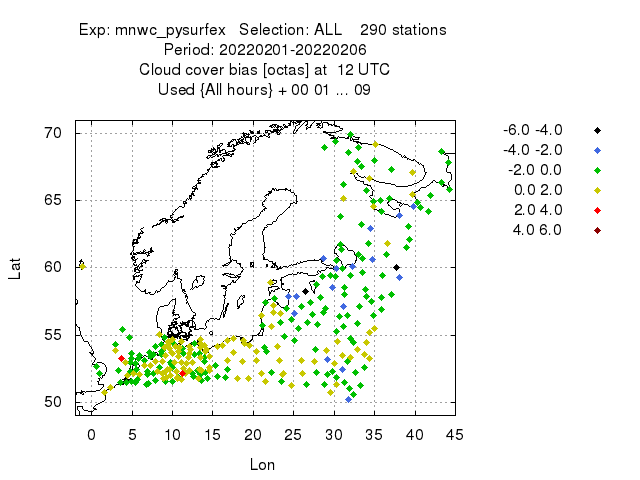 Exp: mnwc_pysurfex   Selection: ALL    290 stations
Period: 20220201-20220206
Cloud cover bias [octas] at  12 UTC
Used {All hours} + 00 01 ... 09
70
65
60
55
50
Lat
0 5 10 15 20 25 30 35 40 45
Lon
-6.0 -4.0
-4.0 -2.0
-2.0 0.0
0.0 2.0
2.0 4.0
4.0 6.0